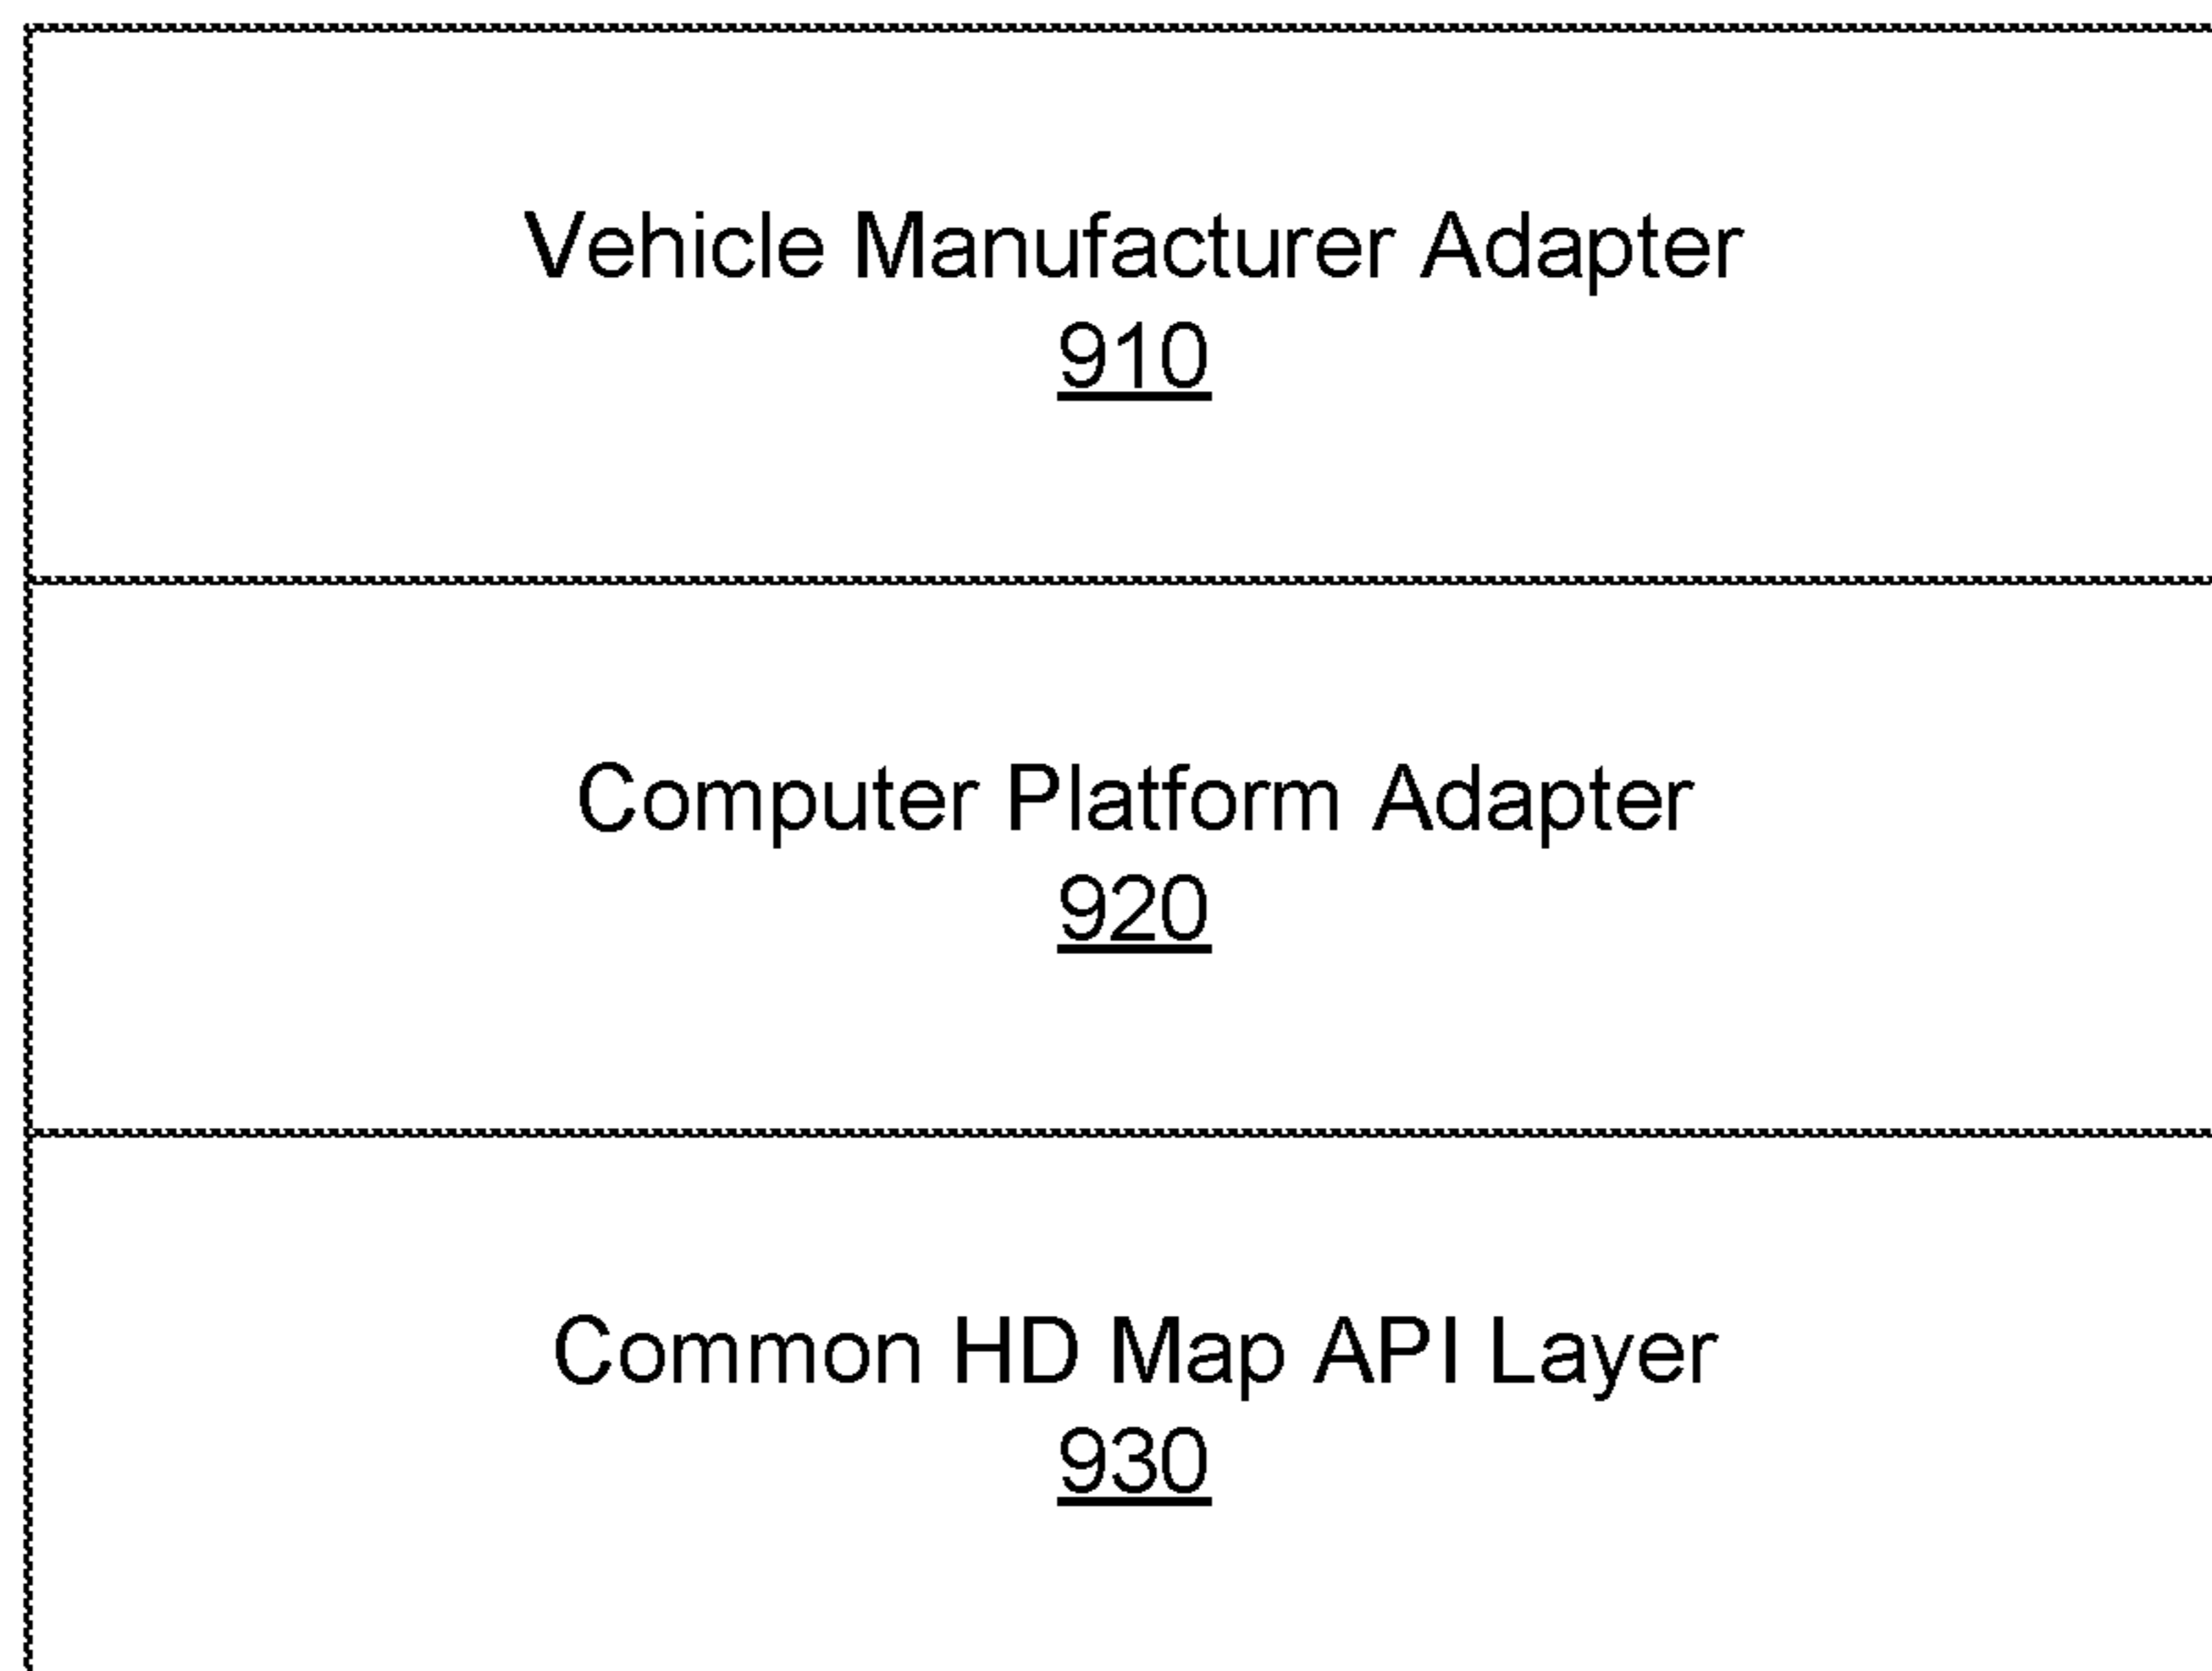 Vehicle Manufacturer Adapter
910
Computer Platform Adapter
920
Common HD Map API Layer
930